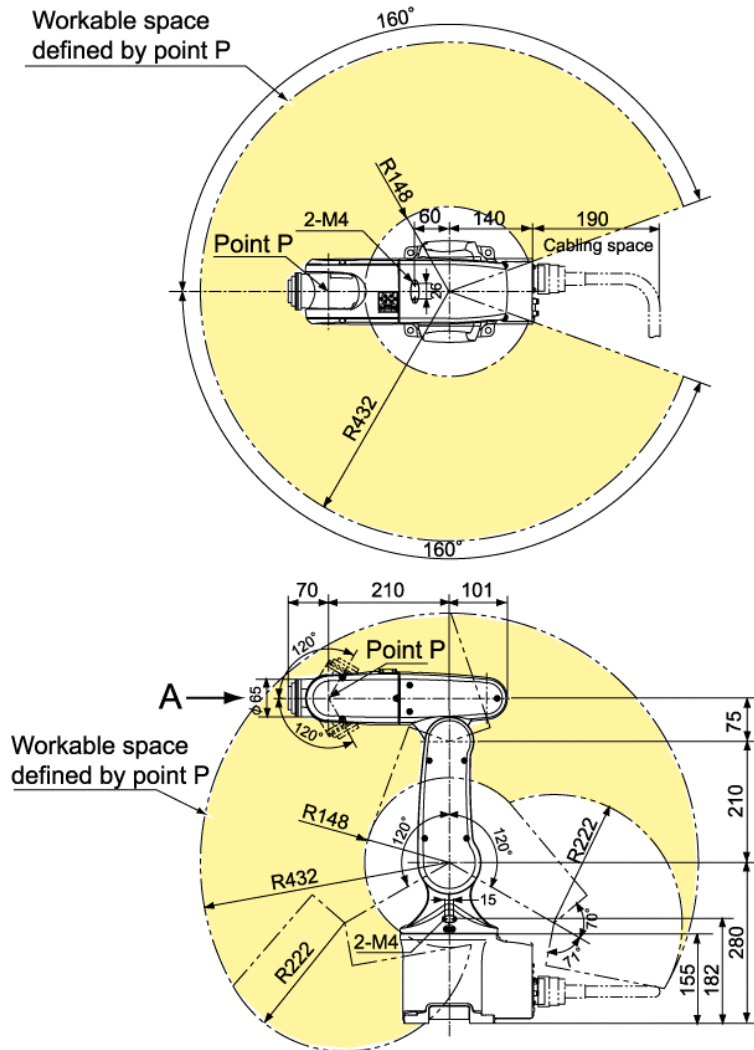 160°
Workable space
defined by point P
R148
2-M4
60
140
190
Point P
Cabling space
26
R432
160°
70
210
101
120°
Point P
A
φ65
75
120°
Workable space
defined by point P
210
R148
120°
120°
R222
R432
15
70°
2-M4
71°
R222
155
182
280